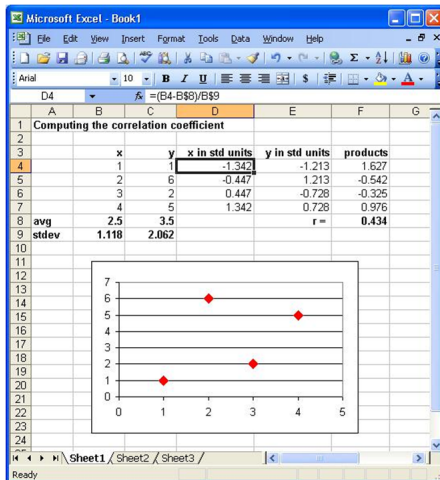 Microsoft Excel - Book1
File Edit View Insert Format Tools Data Window Help
Arial 10 B I U $
D4 fx =(B4-B$8)/B$9
A B C D E F G
1 Computing the correlation coefficient
2
3 x y x in std units y in std units products
4 1 1 -1.342 -1.213 1.627
5 2 6 -0.447 1.213 -0.542
6 3 2 0.447 -0.728 -0.325
7 4 5 1.342 0.728 0.976
8 avg 2.5 3.5 r = 0.434
9 stdev 1.118 2.062
10
11
12
13
14
15
16
17
18
19
20
21
22
23
24
7
6
5
4
3
2
1
0
0 1 2 3 4 5
Sheet1 Sheet2 Sheet3
Ready